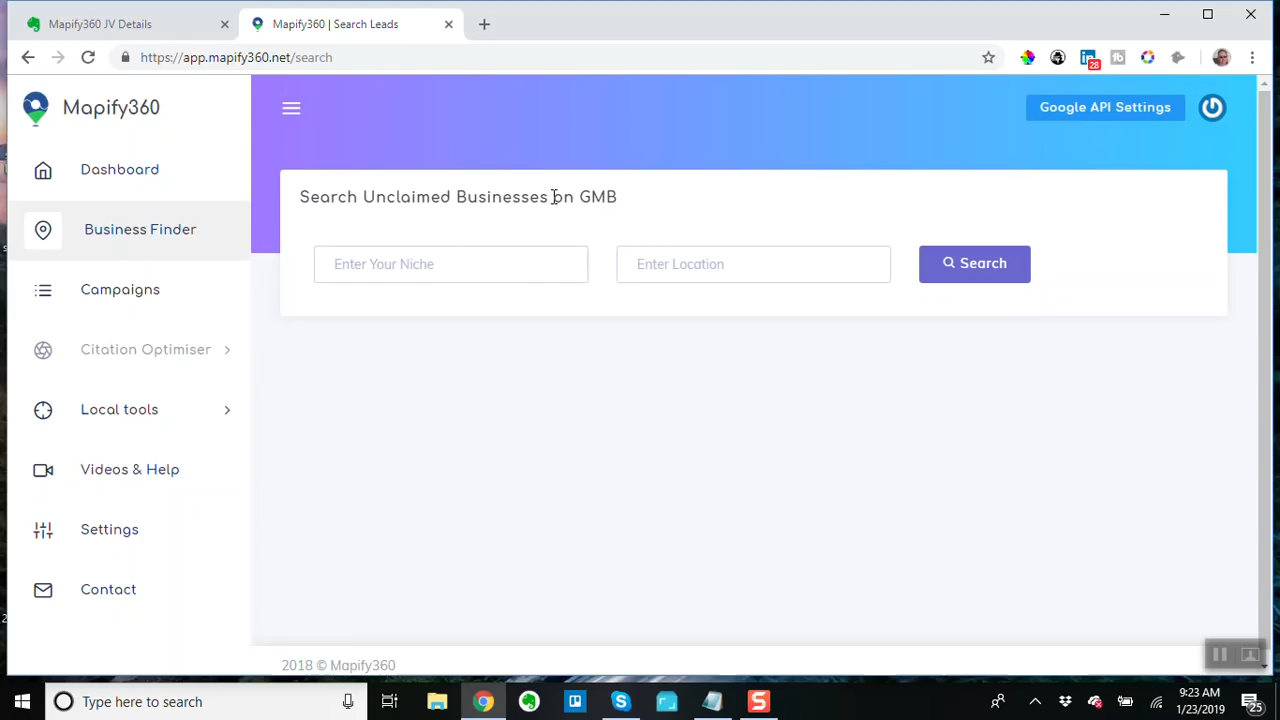 Mapify360 JV Details
Mapify360 | Search Leads
https://app.mapify360.net/search
28
Mapify360
Google API Settings
Dashboard
Business Finder
Campaigns
Citation Optimiser
Local tools
Videos & Help
Settings
Contact
Search Unclaimed Businesses on GMB
Enter Your Niche
Enter Location
Search
2018 © Mapify360
Type here to search
9:23 AM
1/23/2019
25